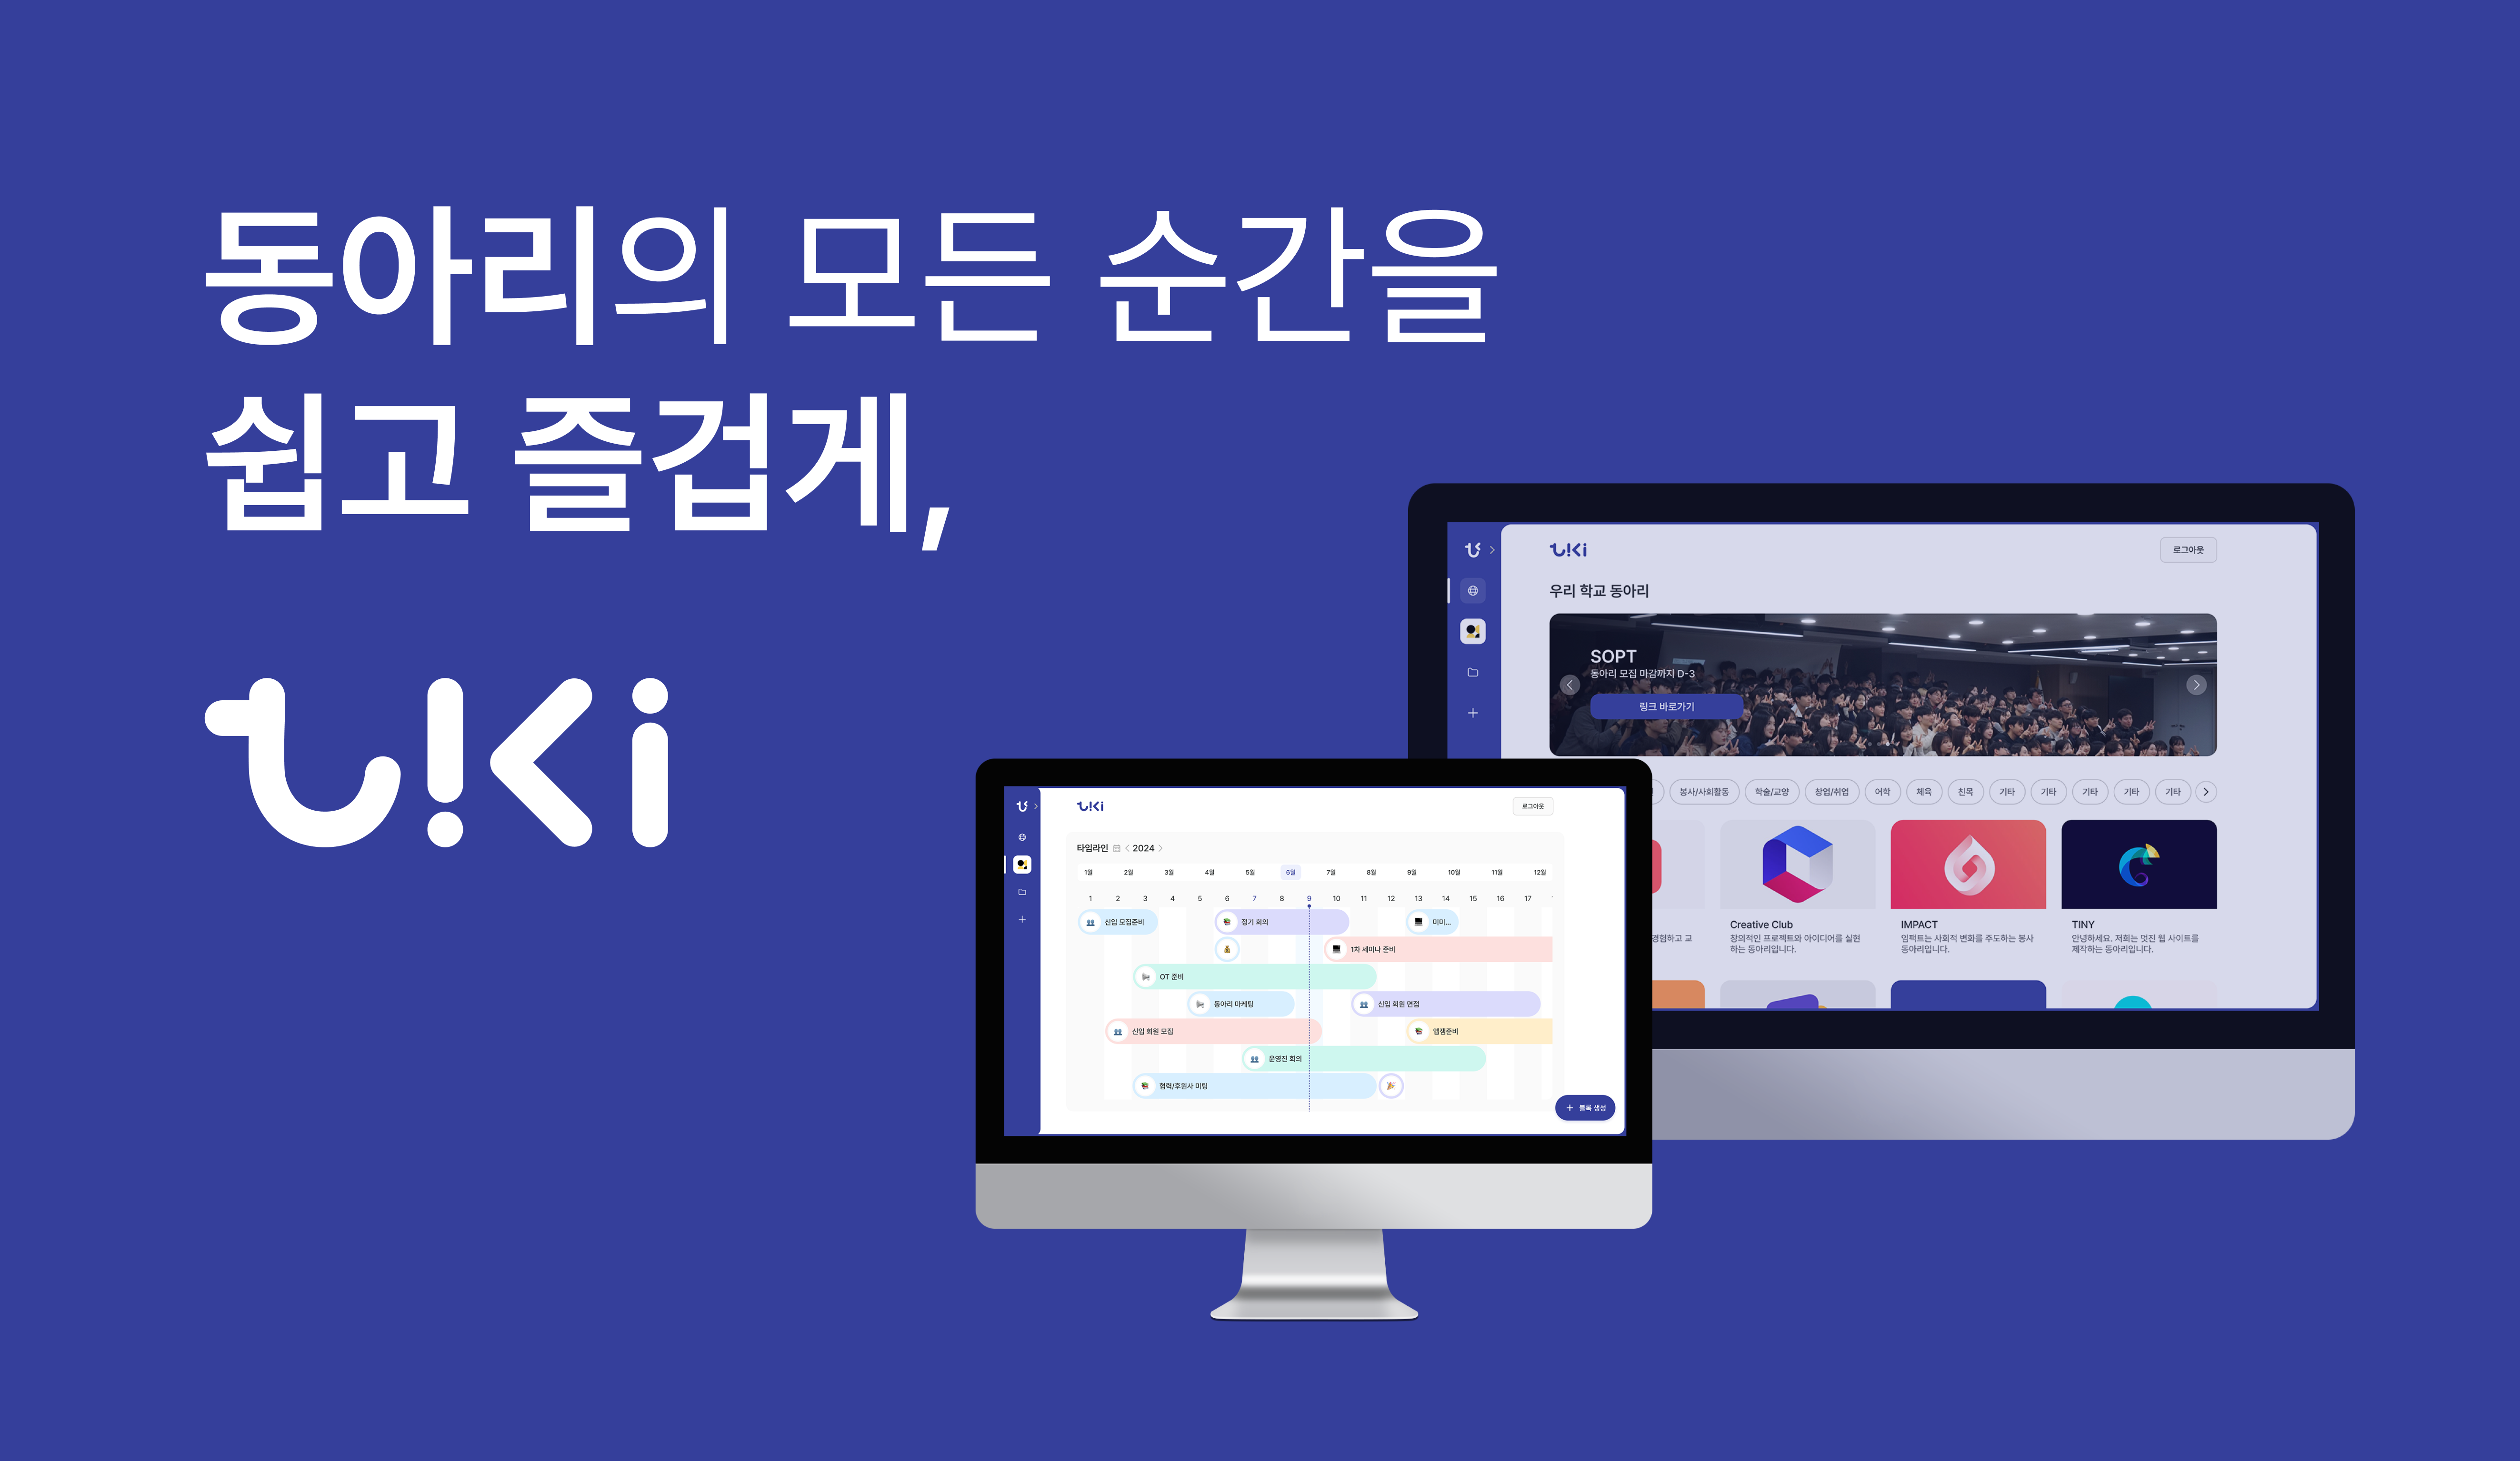 동아리의 모든 순간을
쉽고 즐겁게,
tiKi
tiKi
로그아웃
우리 학교 동아리
SOPT
동아리 모집 마감까지 D-3
링크 바로가기
봉사/사회활동 학술/교양 창업/취업 어학 체육 친목 기타 기타 기타 기타 기타
Creative Club
창의적인 프로젝트와 아이디어를 실현
하는 동아리입니다.
IMPACT
임팩트는 사회적 변화를 주도하는 봉사
동아리입니다.
TINY
안녕하세요. 저희는 멋진 웹 사이트를
제작하는 동아리입니다.
경험하고 교
tiKi
로그아웃
타임라인 < 2024 >
1월 2월 3월 4월 5월 6월 7월 8월 9월 10월 11월 12월
1 2 3 4 5 6 7 8 9 10 11 12 13 14 15 16 17
신입 모집준비
정기 회의
미미...
1차 세미나 준비
OT 준비
동아리 마케팅
신입 회원 면접
신입 회원 모집
앱잼준비
운영진 회의
협력/후원사 미팅
+ 블록 생성